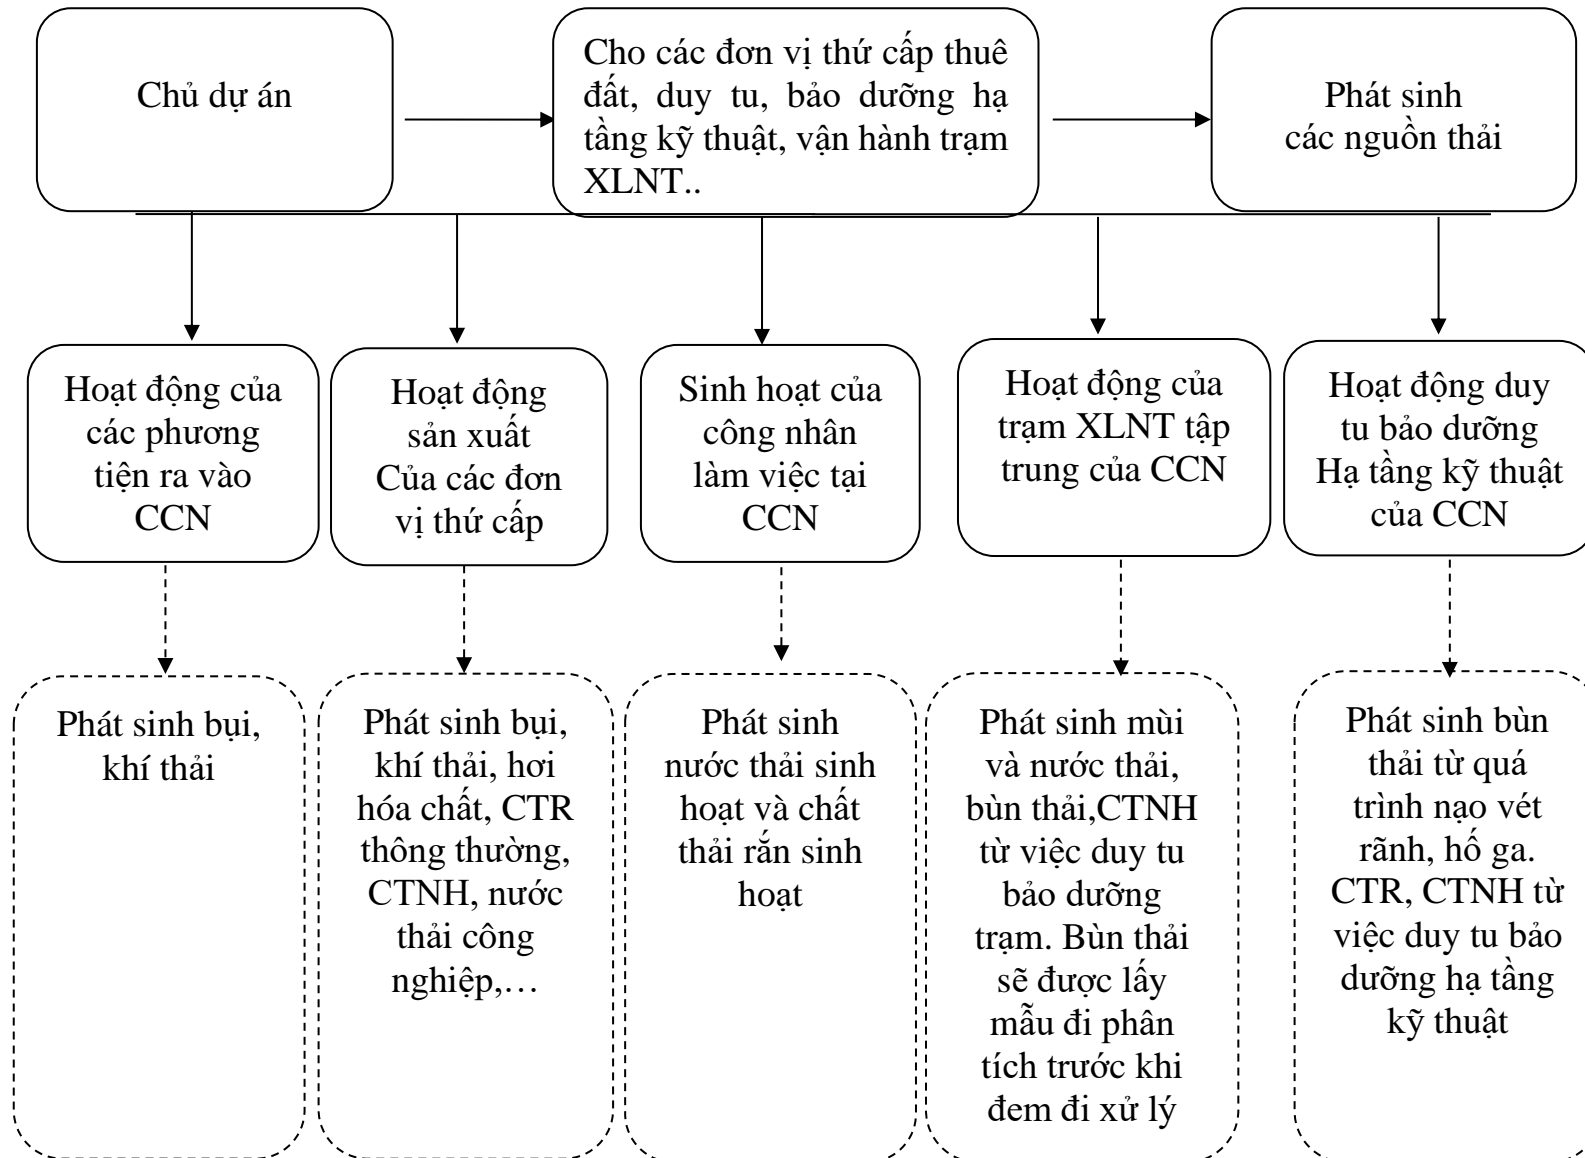 Chủ dự án
Cho các đơn vị thứ cấp thuê
đất, duy tu, bảo dưỡng hạ
tầng kỹ thuật, vận hành trạm
XLNT..
Phát sinh
các nguồn thải
Hoạt động của
các phương
tiện ra vào
CCN
Hoạt động
sản xuất
Của các đơn
vị thứ cấp
Sinh hoạt của
công nhân
làm việc tại
CCN
Hoạt động của
trạm XLNT tập
trung của CCN
Hoạt động duy
tu bảo dưỡng
Hạ tầng kỹ thuật
của CCN
Phát sinh bụi,
khí thải
Phát sinh bụi,
khí thải, hơi
hóa chất, CTR
thông thường,
CTNH, nước
thải công
nghiệp,…
Phát sinh
nước thải sinh
hoạt và chất
thải rắn sinh
hoạt
Phát sinh mùi
và nước thải,
bùn thải,CTNH
từ việc duy tu
bảo dưỡng
trạm. Bùn thải
sẽ được lấy
mẫu đi phân
tích trước khi
đem đi xử lý
Phát sinh bùn
thải từ quá
trình nạo vét
rãnh, hố ga.
CTR, CTNH từ
việc duy tu bảo
dưỡng hạ tầng
kỹ thuật